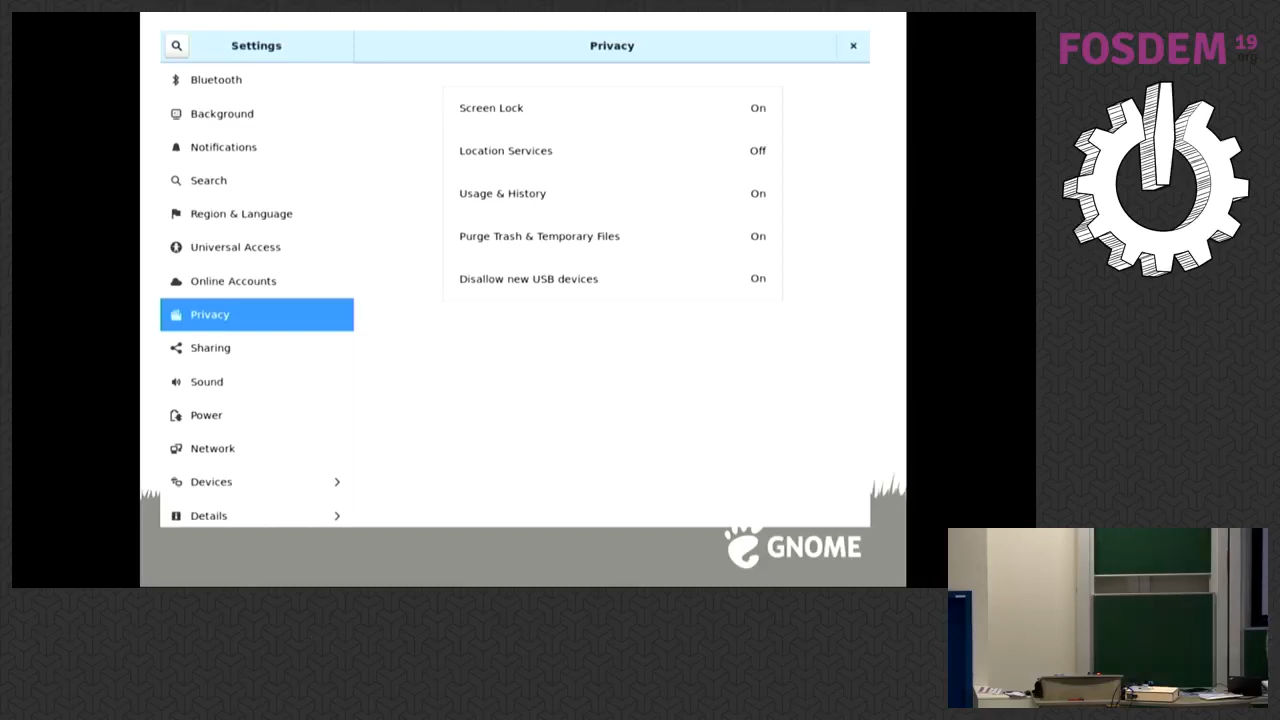 Settings
Privacy
×
Bluetooth
Background
Notifications
Search
Region & Language
Universal Access
Online Accounts
Privacy
Sharing
Sound
Power
Network
Devices
Details
Screen Lock On
Location Services Off
Usage & History On
Purge Trash & Temporary Files On
Disallow new USB devices On
GNOME
FOSDEM 19
.org